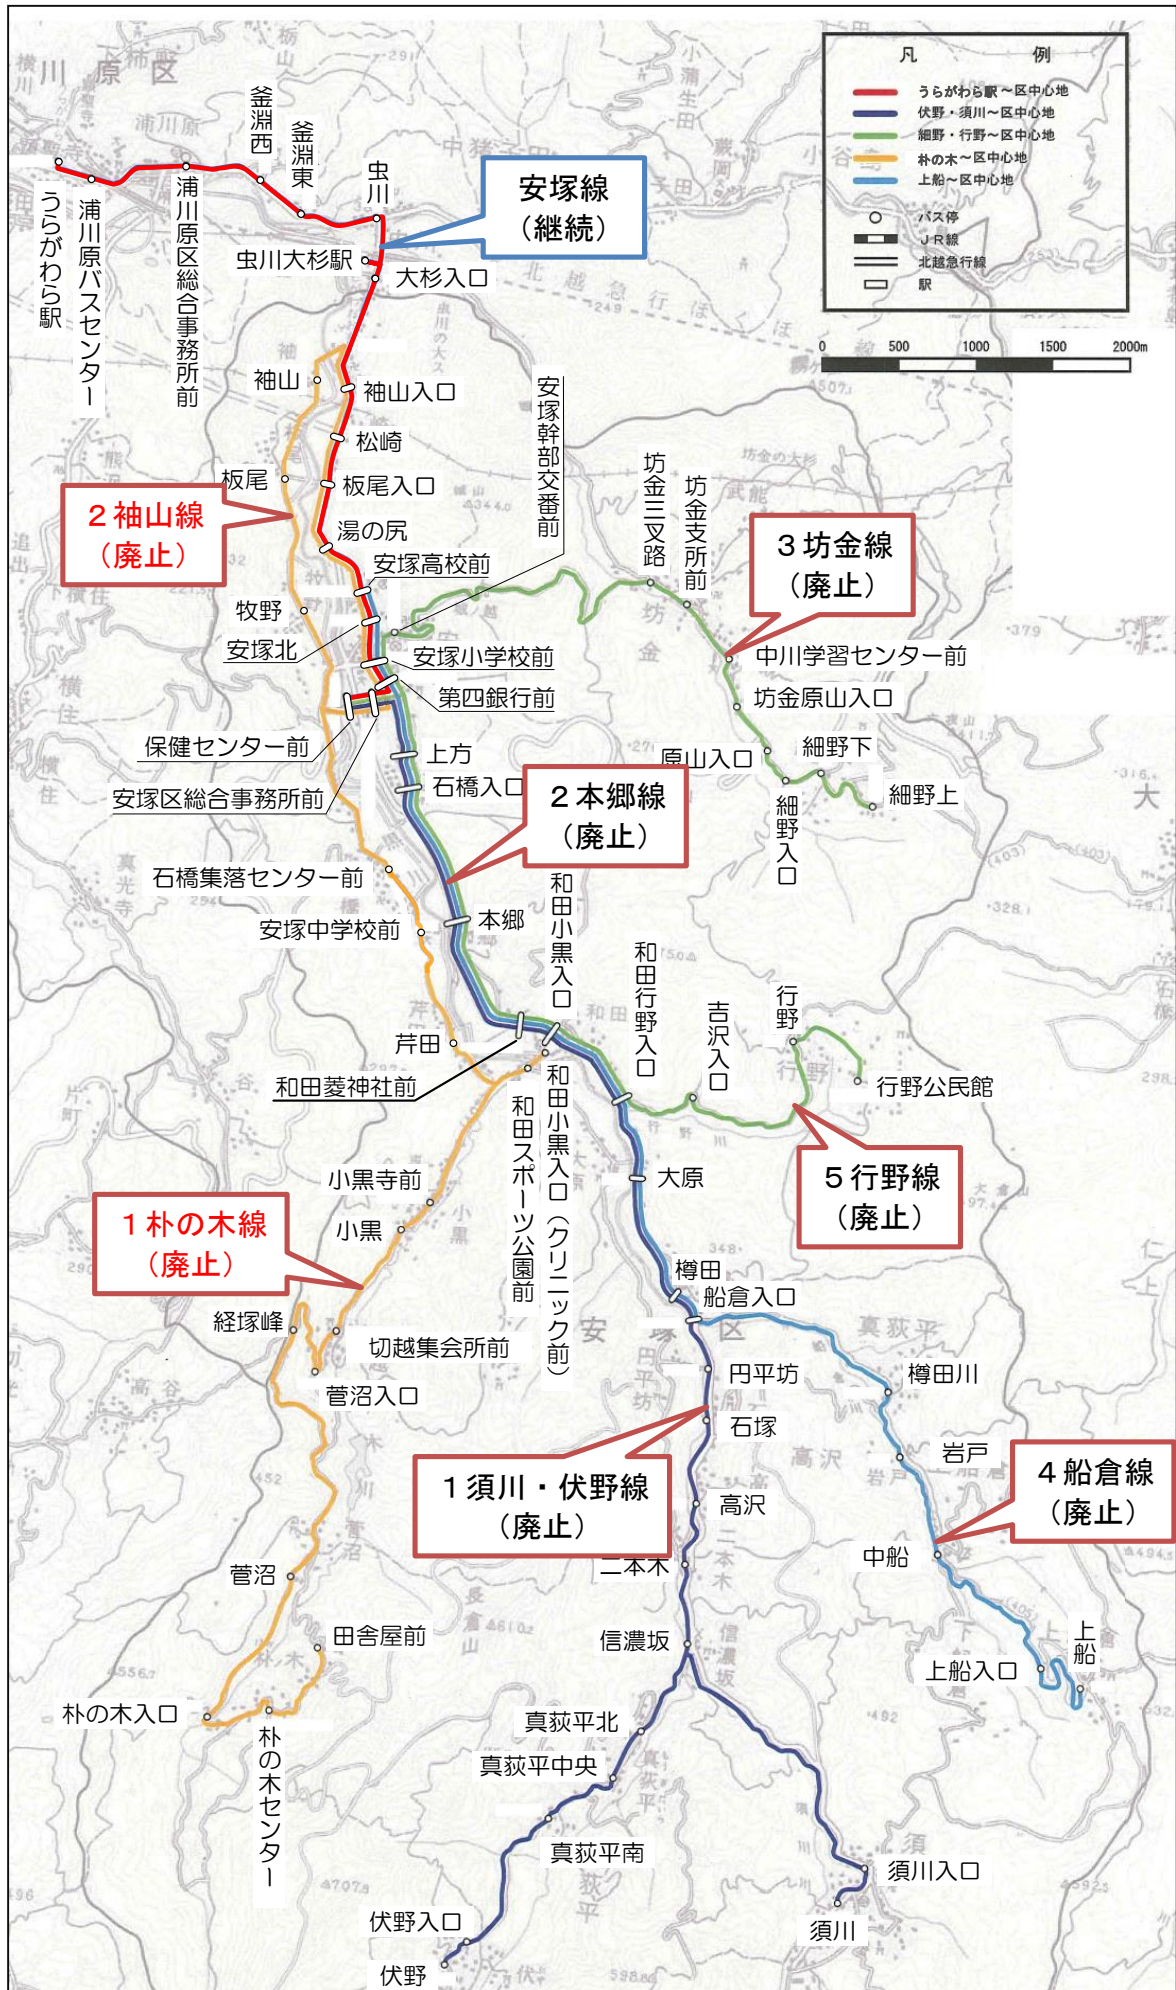 凡　例
うらがわら駅～区中心地
伏野・須川～区中心地
細野・行野～区中心地
朴の木～区中心地
上船～区中心地
バス停
ＪＲ線
北越急行線
駅
0 500 1000 1500 2000m
川原区
浦川原
うらがわら駅
浦川原バスセンター
浦川原区総合事務所前
釜淵西
釜淵東
虫川
虫川大杉駅
大杉入口
安塚線
（継続）
袖山
袖山入口
松崎
板尾
板尾入口
湯の尻
2袖山線
（廃止）
安塚高校前
安塚幹部交番前
牧野
安塚北
安塚小学校前
第四銀行前
保健センター前
安塚区総合事務所前
上方
石橋入口
坊金三叉路
坊金支所前
3坊金線
（廃止）
中川学習センター前
坊金原山入口
原山入口
細野下
細野入口
細野上
2本郷線
（廃止）
石橋集落センター前
安塚中学校前
本郷
和田小黒入口
和田行野入口
吉沢入口
行野
行野公民館
芹田
和田菱神社前
和田スポーツ公園前
和田小黒入口（クリニック前）
大原
5行野線
（廃止）
小黒寺前
小黒
1朴の木線
（廃止）
樽田
船倉入口
安塚区
経塚峰
切越集会所前
菅沼入口
円平坊
石塚
樽田川
岩戸
1須川・伏野線
（廃止）
4船倉線
（廃止）
高沢
二本木
中船
菅沼
田舎屋前
信濃坂
上船入口
上船
朴の木入口
朴の木センター
真荻平北
真荻平中央
真荻平南
須川入口
須川
伏野入口
伏野